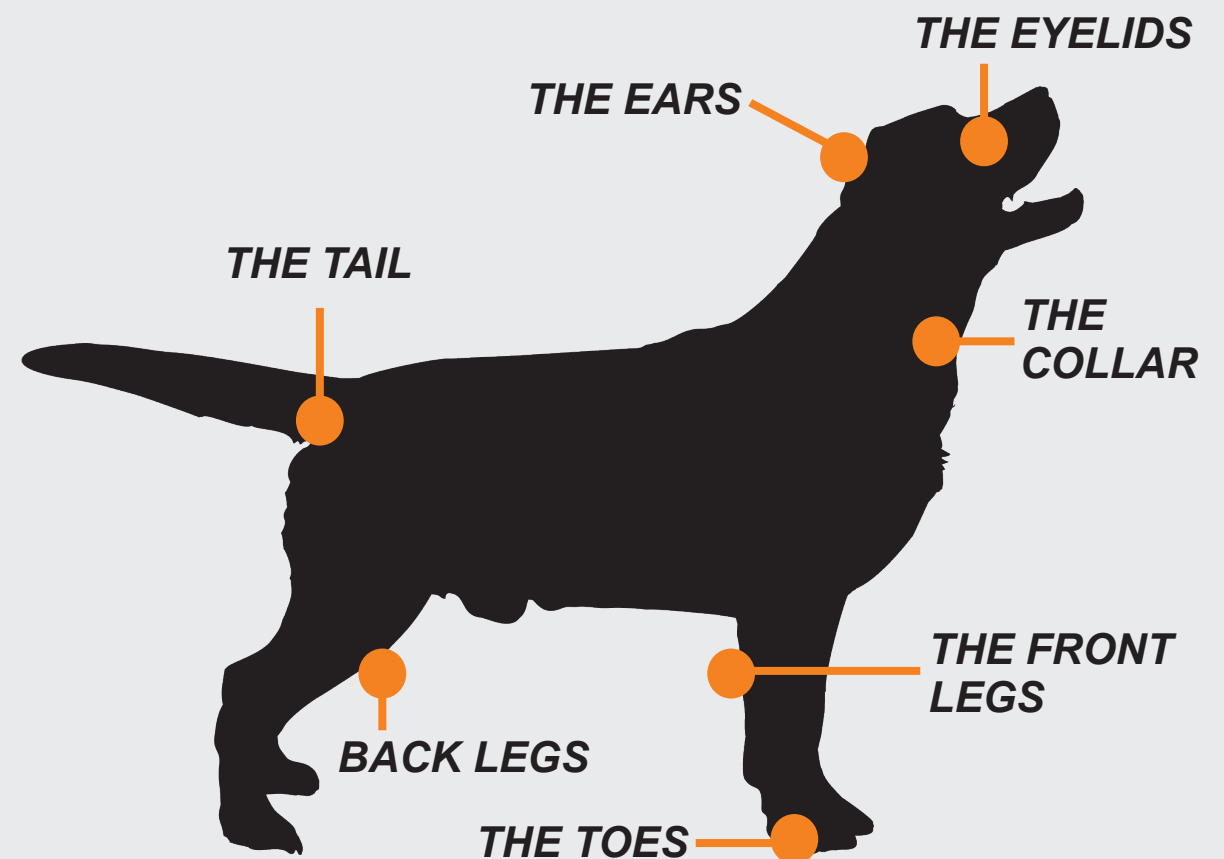 THE EYELIDS
THE EARS
THE TAIL
THE
COLLAR
THE FRONT
LEGS
BACK LEGS
THE TOES